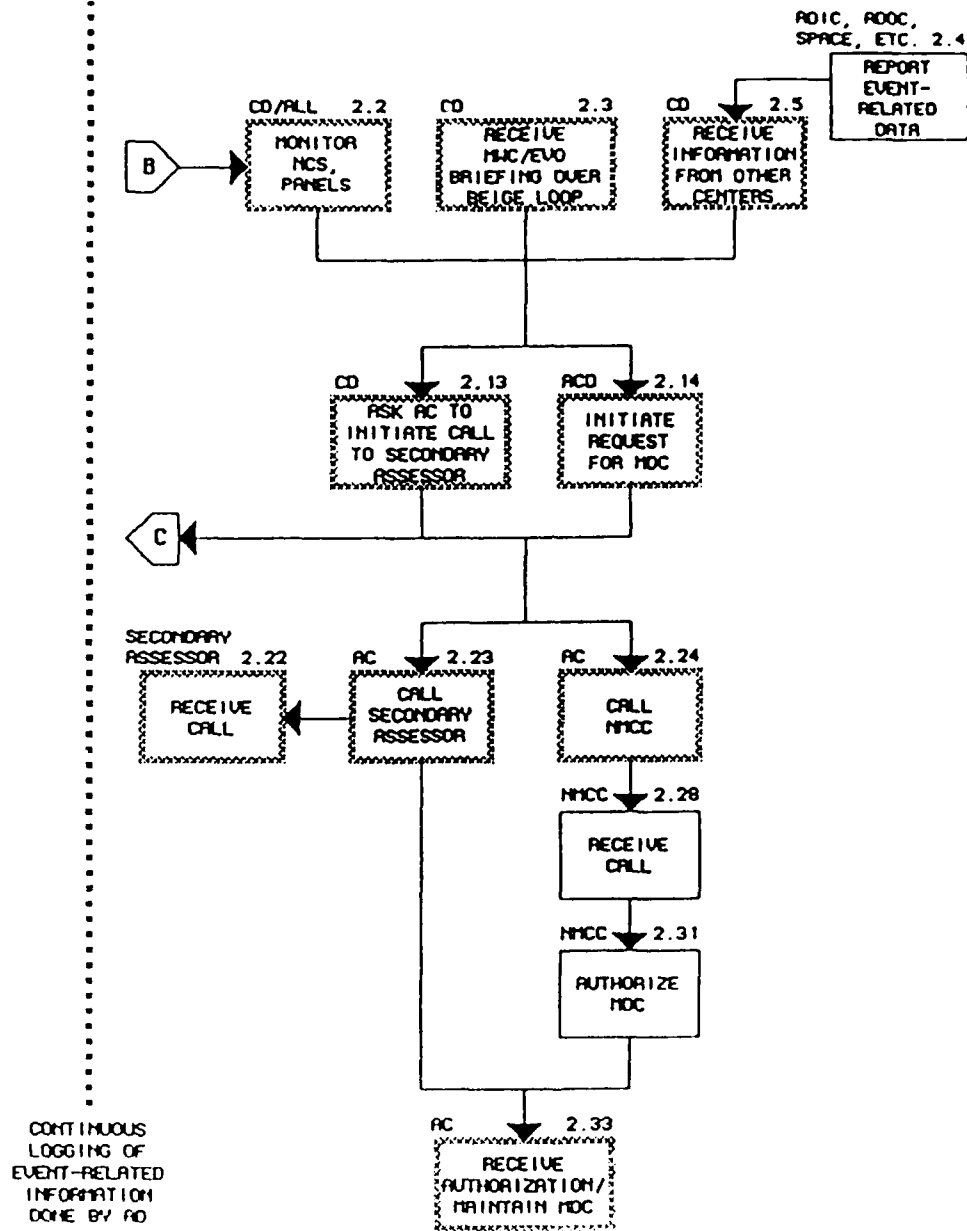 ADIC, ADOC,
SPACE, ETC. 2.4
REPORT
EVENT-
RELATED
DATA
CD/ALL 2.2
MONITOR
NCS,
PANELS
CD 2.3
RECEIVE
MWC/EVO
BRIEFING OVER
BEIGE LOOP
CD 2.5
RECEIVE
INFORMATION
FROM OTHER
CENTERS
B
CD 2.13
ASK AC TO
INITIATE CALL
TO SECONDARY
ASSESSOR
ACD 2.14
INITIATE
REQUEST
FOR MDC
C
SECONDARY
ASSESSOR 2.22
RECEIVE
CALL
AC 2.23
CALL
SECONDARY
ASSESSOR
AC 2.24
CALL
NMCC
NMCC 2.28
RECEIVE
CALL
NMCC 2.31
AUTHORIZE
MDC
AC 2.33
RECEIVE
AUTHORIZATION/
MAINTAIN MDC
CONTINUOUS
LOGGING OF
EVENT-RELATED
INFORMATION
DONE BY AO